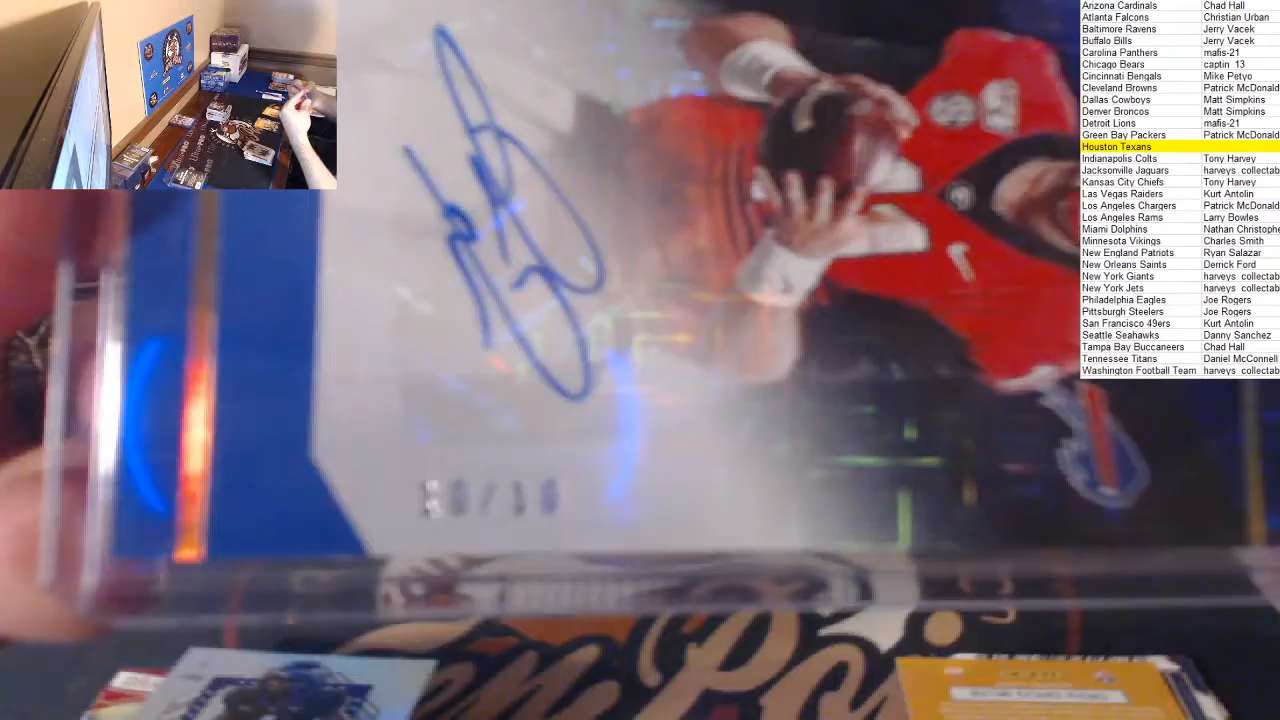 Arizona Cardinals Chad Hall
Atlanta Falcons Christian Urban
Baltimore Ravens Jerry Vacek
Buffalo Bills Jerry Vacek
Carolina Panthers mafis-21
Chicago Bears captin 13
Cincinnati Bengals Mike Petyo
Cleveland Browns Patrick McDonald
Dallas Cowboys Matt Simpkins
Denver Broncos Matt Simpkins
Detroit Lions mafis-21
Green Bay Packers Patrick McDonald
Houston Texans
Indianapolis Colts Tony Harvey
Jacksonville Jaguars harveys collectab
Kansas City Chiefs Tony Harvey
Las Vegas Raiders Kurt Antolin
Los Angeles Chargers Patrick McDonald
Los Angeles Rams Larry Bowles
Miami Dolphins Nathan Christophe
Minnesota Vikings Charles Smith
New England Patriots Ryan Salazar
New Orleans Saints Derrick Ford
New York Giants harveys collectab
New York Jets harveys collectab
Philadelphia Eagles Joe Rogers
Pittsburgh Steelers Joe Rogers
San Francisco 49ers Kurt Antolin
Seattle Seahawks Danny Sanchez
Tampa Bay Buccaneers Chad Hall
Tennessee Titans Daniel McConnell
Washington Football Team harveys collectab
10/10